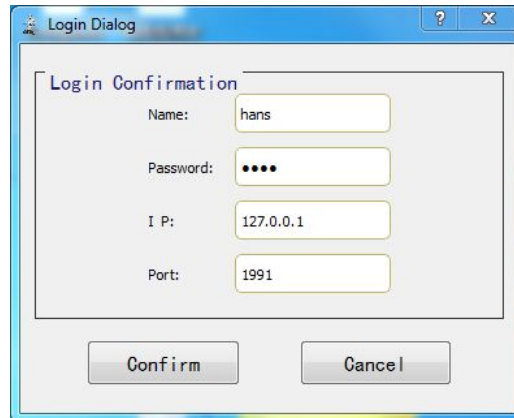 Login Dialog
?
Login Confirmation
Name: hans
Password: ••••
I P: 127.0.0.1
Port: 1991
Confirm Cancel